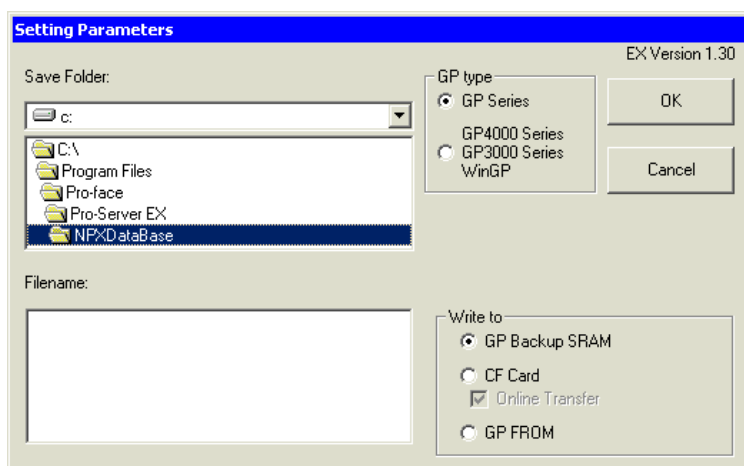 Setting Parameters
EX Version 1.30
Save Folder:
c:
C:\
Program Files
Pro-face
Pro-Server EX
NPXDataBase
GP type
GP Series
GP4000 Series
GP3000 Series
WinGP
OK
Cancel
Filename:
Write to
GP Backup SRAM
CF Card
Online Transfer
GP FROM